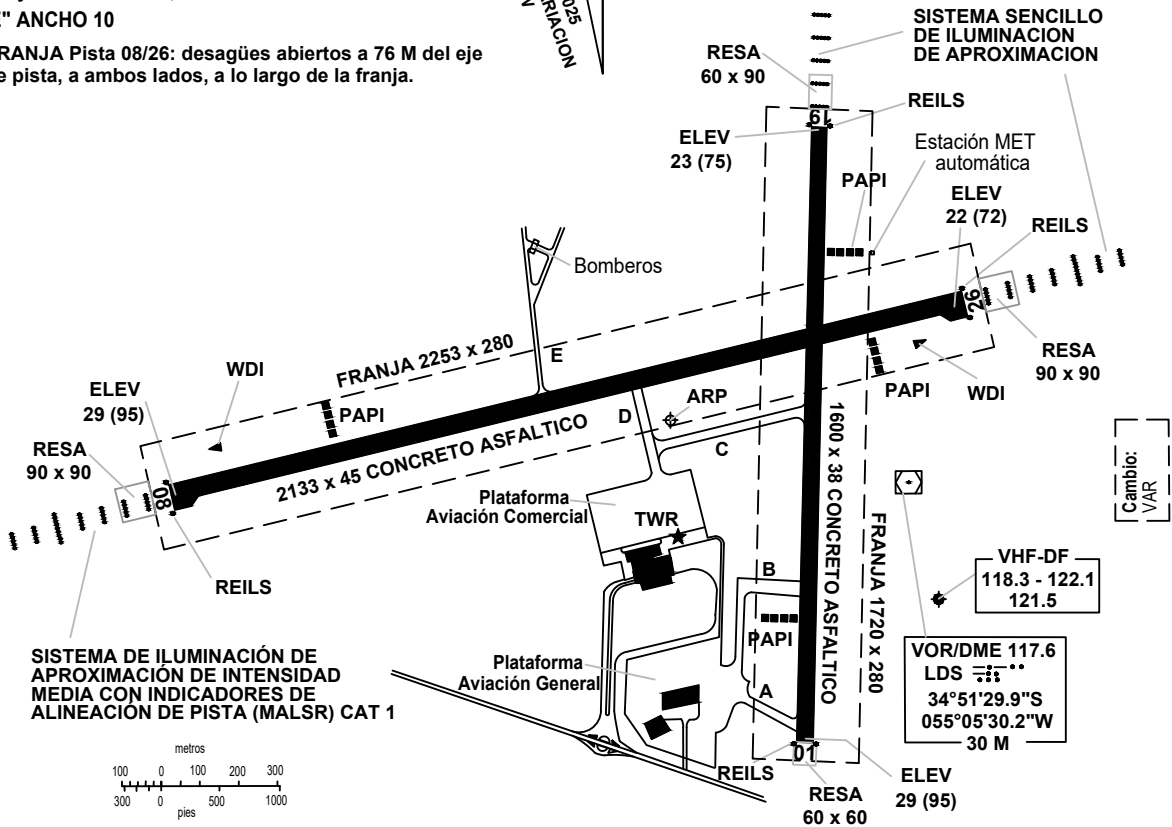 E" ANCHO 10
RANJA Pista 08/26: desagües abiertos a 76 M del eje
e pista, a ambos lados, a lo largo de la franja.
025
RIACION
SISTEMA SENCILLO
DE ILUMINACION
DE APROXIMACION
RESA
60 x 90
19
REILS
ELEV
23 (75)
Estación MET
automática
PAPI
ELEV
22 (72)
REILS
Bomberos
26
RESA
90 x 90
FRANJA 2253 x 280
E
WDI
WDI
PAPI
ELEV
29 (95)
PAPI
ARP
D
C
RESA
90 x 90
08
2133 x 45 CONCRETO ASFALTICO
1600 x 38 CONCRETO ASFALTICO
FRANJA 1720 x 280
Cambio:
VAR
Plataforma
Aviación Comercial
TWR
REILS
B
VHF-DF
118.3 - 122.1
121.5
PAPI
SISTEMA DE ILUMINACIÓN DE
APROXIMACIÓN DE INTENSIDAD
MEDIA CON INDICADORES DE
ALINEACIÓN DE PISTA (MALSR) CAT 1
Plataforma
Aviación General
A
VOR/DME 117.6
LDS
34°51'29.9"S
055°05'30.2"W
30 M
01
REILS
ELEV
29 (95)
RESA
60 x 60
metros
100 0 100 200 300
300 0 500 1000
pies